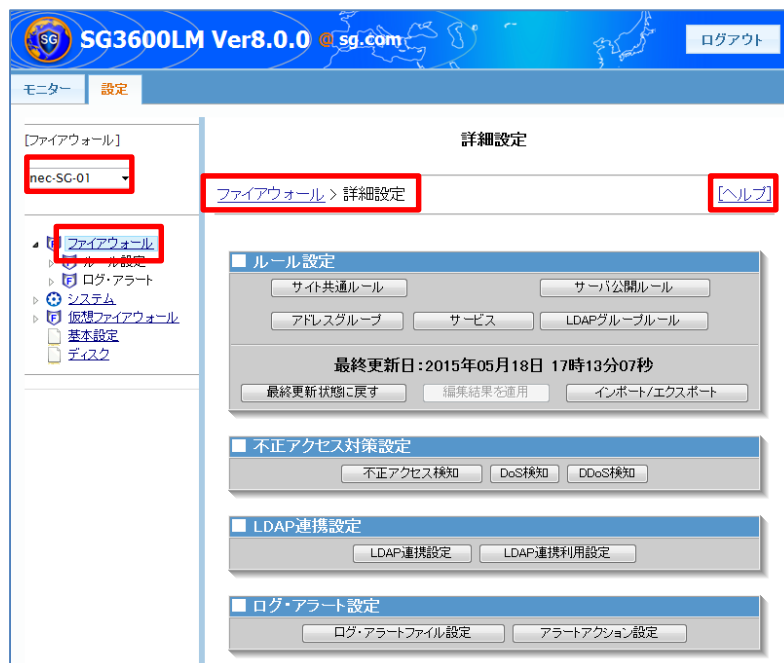 SG
SG3600LM Ver8.0.0 @ sg.com
ログアウト
モニター 設定
[ファイアウォール]
nec-SG-01
ファイアウォール
ルール設定
ログ・アラート
システム
仮想ファイアウォール
基本設定
ディスク
詳細設定
ファイアウォール > 詳細設定 [ヘルプ]
ルール設定
サイト共通ルール サーバ公開ルール
アドレスグループ サービス LDAPグループルール
最終更新日:2015年05月18日 17時13分07秒
最終更新状態に戻す 編集結果を適用 インポート/エクスポート
不正アクセス対策設定
不正アクセス検知 DoS検知 DDoS検知
LDAP連携設定
LDAP連携設定 LDAP連携利用設定
ログ・アラート設定
ログ・アラートファイル設定 アラートアクション設定